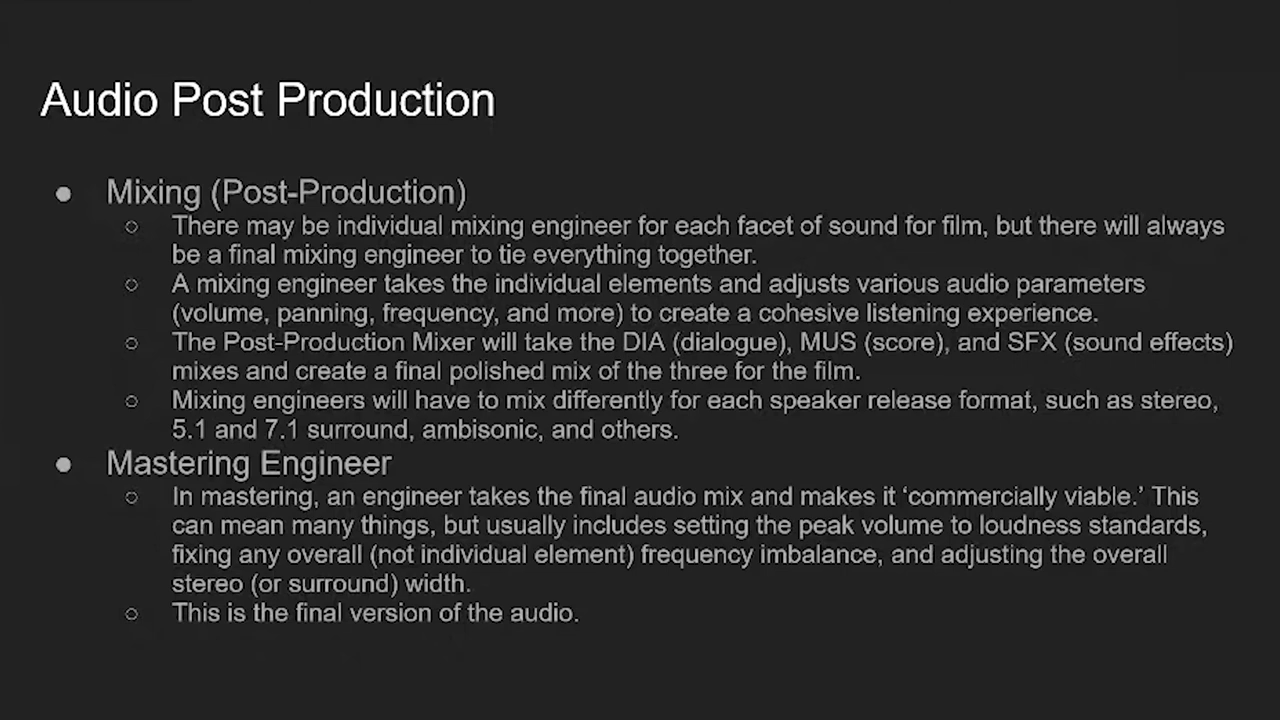 Audio Post Production
● Mixing (Post-Production)
○ There may be individual mixing engineer for each facet of sound for film, but there will always
be a final mixing engineer to tie everything together.
○ A mixing engineer takes the individual elements and adjusts various audio parameters
(volume, panning, frequency, and more) to create a cohesive listening experience.
○ The Post-Production Mixer will take the DIA (dialogue), MUS (score), and SFX (sound effects)
mixes and create a final polished mix of the three for the film.
○ Mixing engineers will have to mix differently for each speaker release format, such as stereo,
5.1 and 7.1 surround, ambisonic, and others.
● Mastering Engineer
○ In mastering, an engineer takes the final audio mix and makes it ‘commercially viable.’ This
can mean many things, but usually includes setting the peak volume to loudness standards,
fixing any overall (not individual element) frequency imbalance, and adjusting the overall
stereo (or surround) width.
○ This is the final version of the audio.